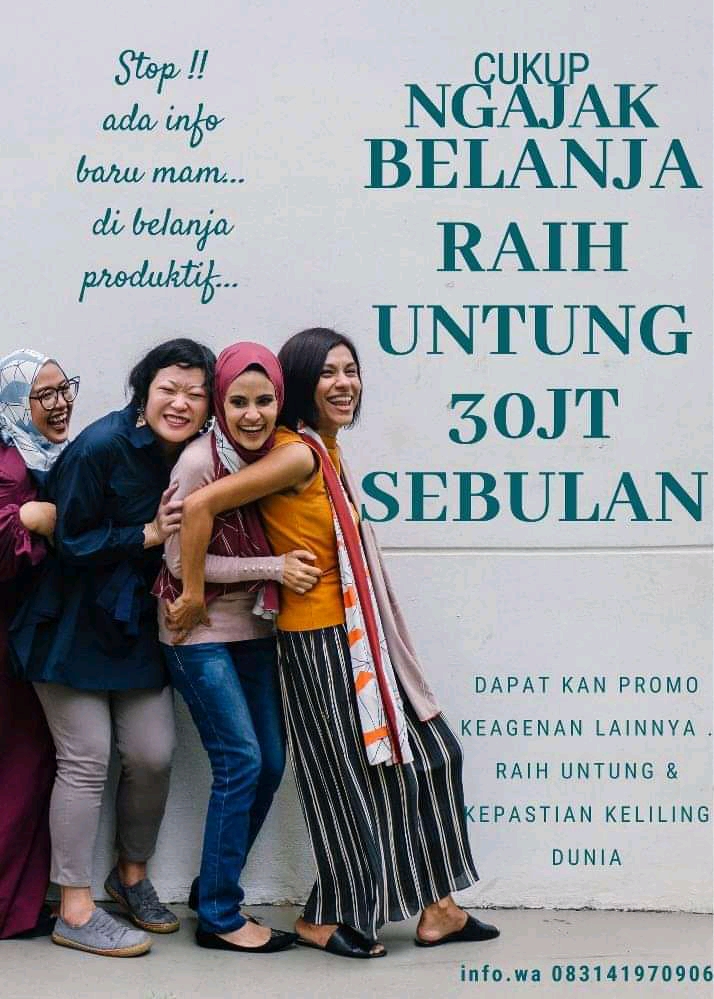 Stop !!
ada info
baru mam...
di belanja
produktif...
CUKUP
NGAJAK
BELANJA
RAIH
UNTUNG
30JT
SEBULAN
DAPAT KAN PROMO
KEAGENAN LAINNYA .
RAIH UNTUNG &
KEPASTIAN KELILING
DUNIA
info.wa 083141970906